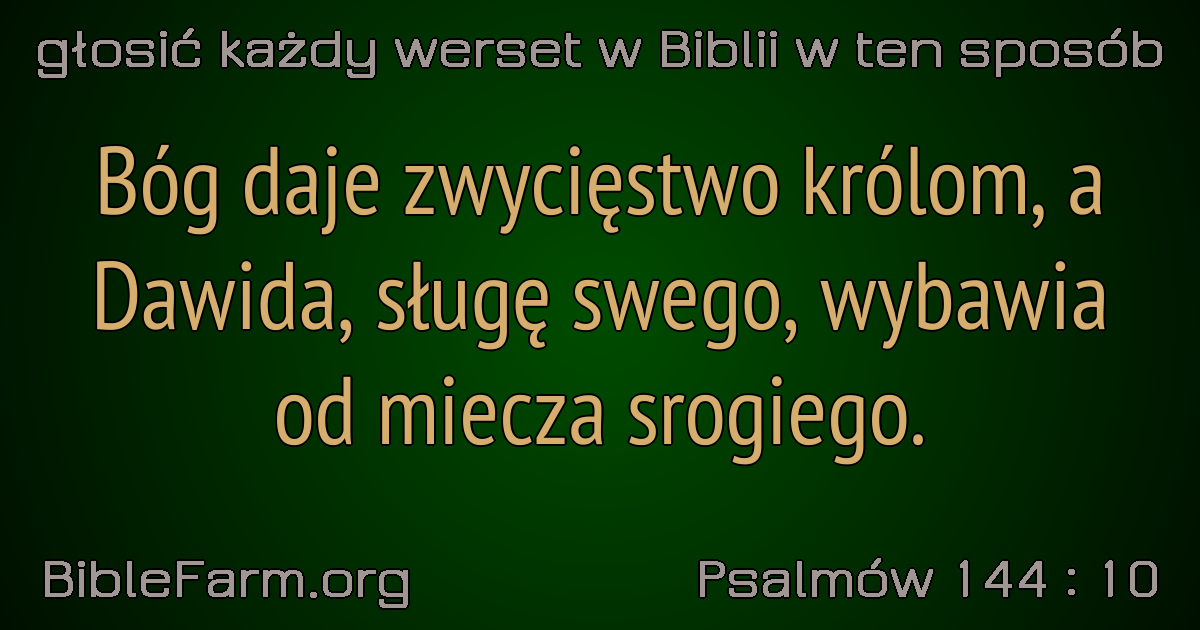 głosić każdy werset w Biblii w ten sposób
Bóg daje zwycięstwo królom, a
Dawida, sługę swego, wybawia
od miecza srogiego.
BibleFarm.org
Psalmów 144 : 10